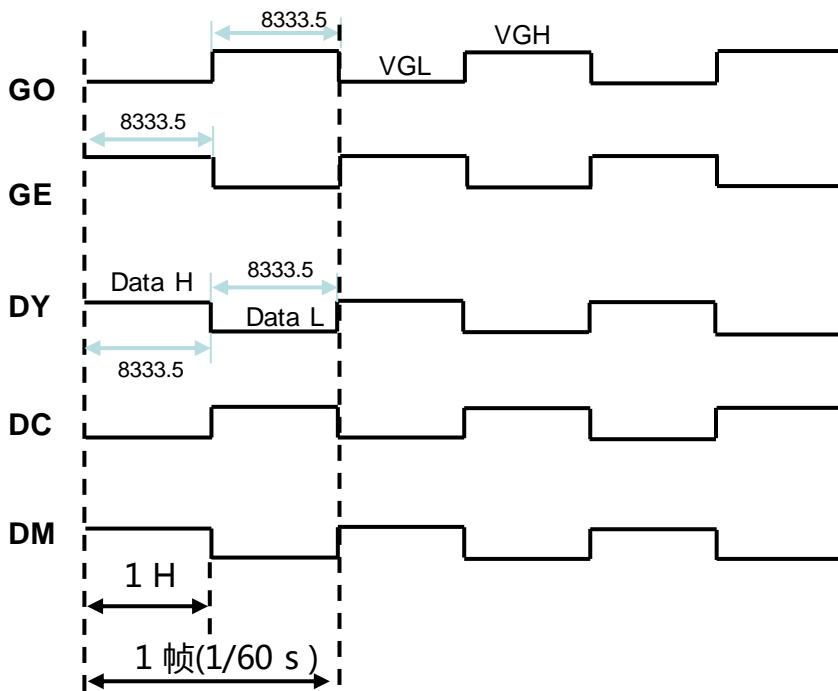 8333.5
VGH
VGL
GO
8333.5
GE
Data H
8333.5
DY
Data L
8333.5
DC
DM
1 H
1 帧(1/60 s )